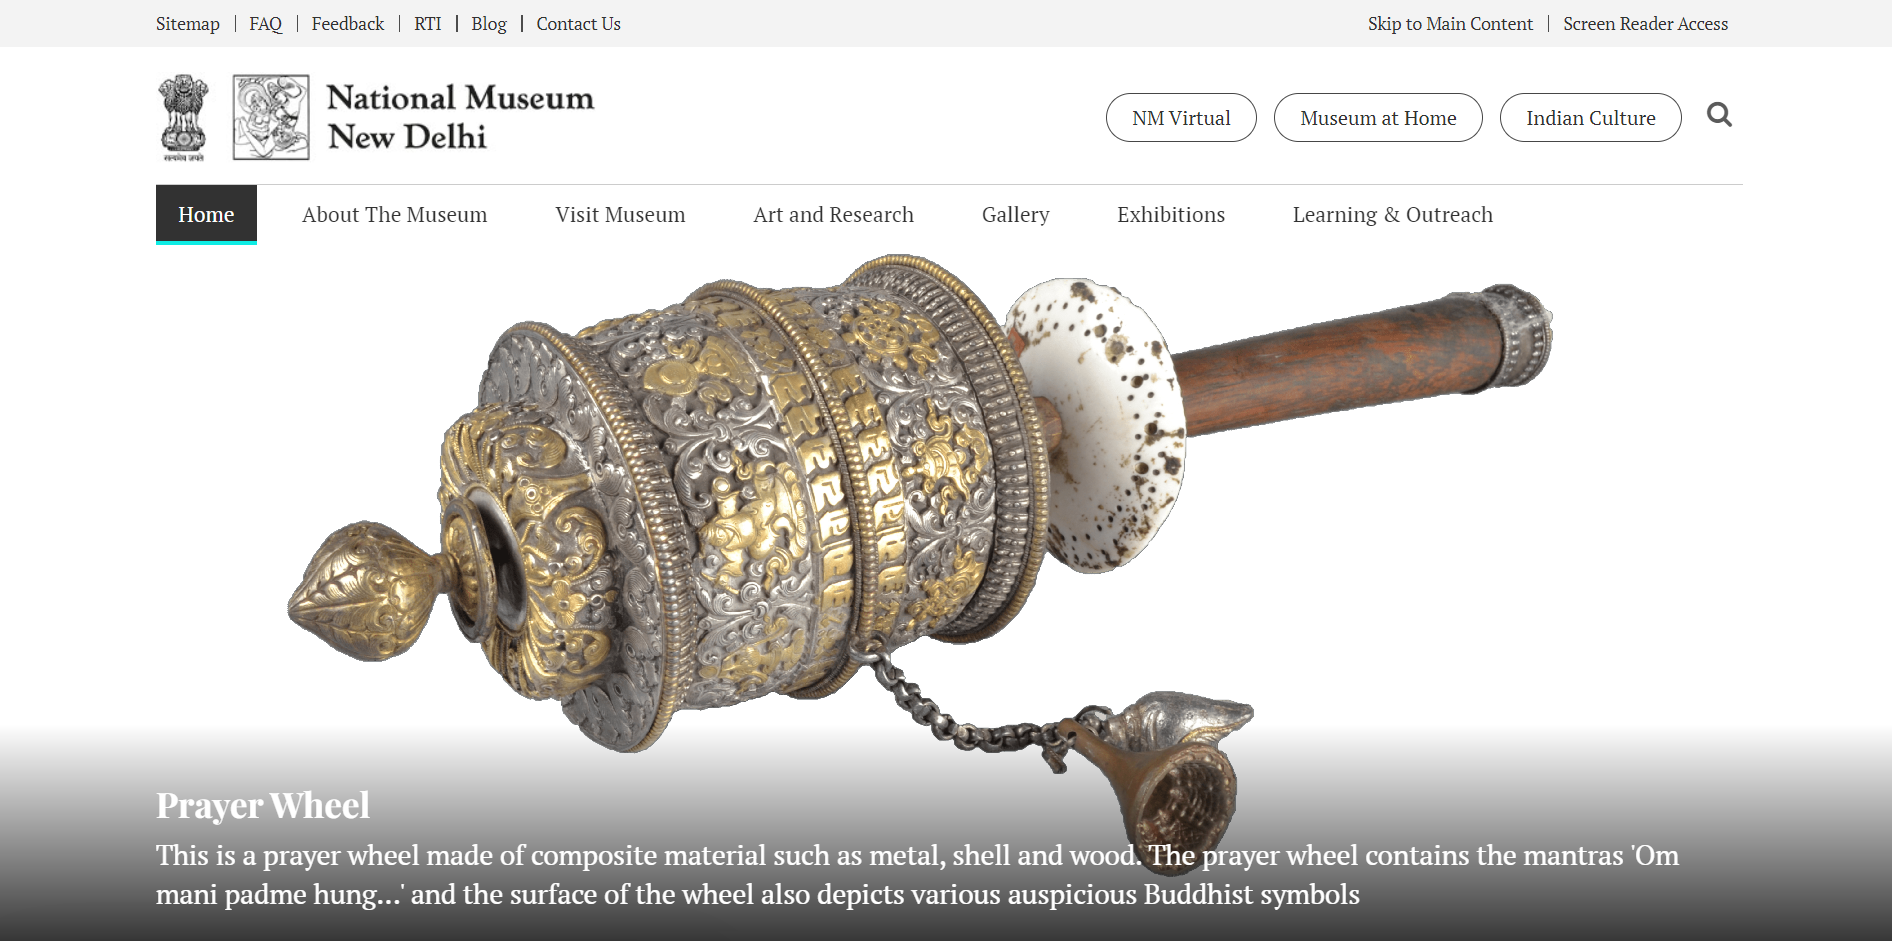 Sitemap FAQ Feedback RTI Blog Contact Us Skip to Main Content Screen Reader Access
सत्यमेव जयते
National Museum
New Delhi
NM Virtual Museum at Home Indian Culture
Home About The Museum Visit Museum Art and Research Gallery Exhibitions Learning & Outreach
Prayer Wheel
This is a prayer wheel made of composite material such as metal, shell and wood. The prayer wheel contains the mantras 'Om
mani padme hung...' and the surface of the wheel also depicts various auspicious Buddhist symbols